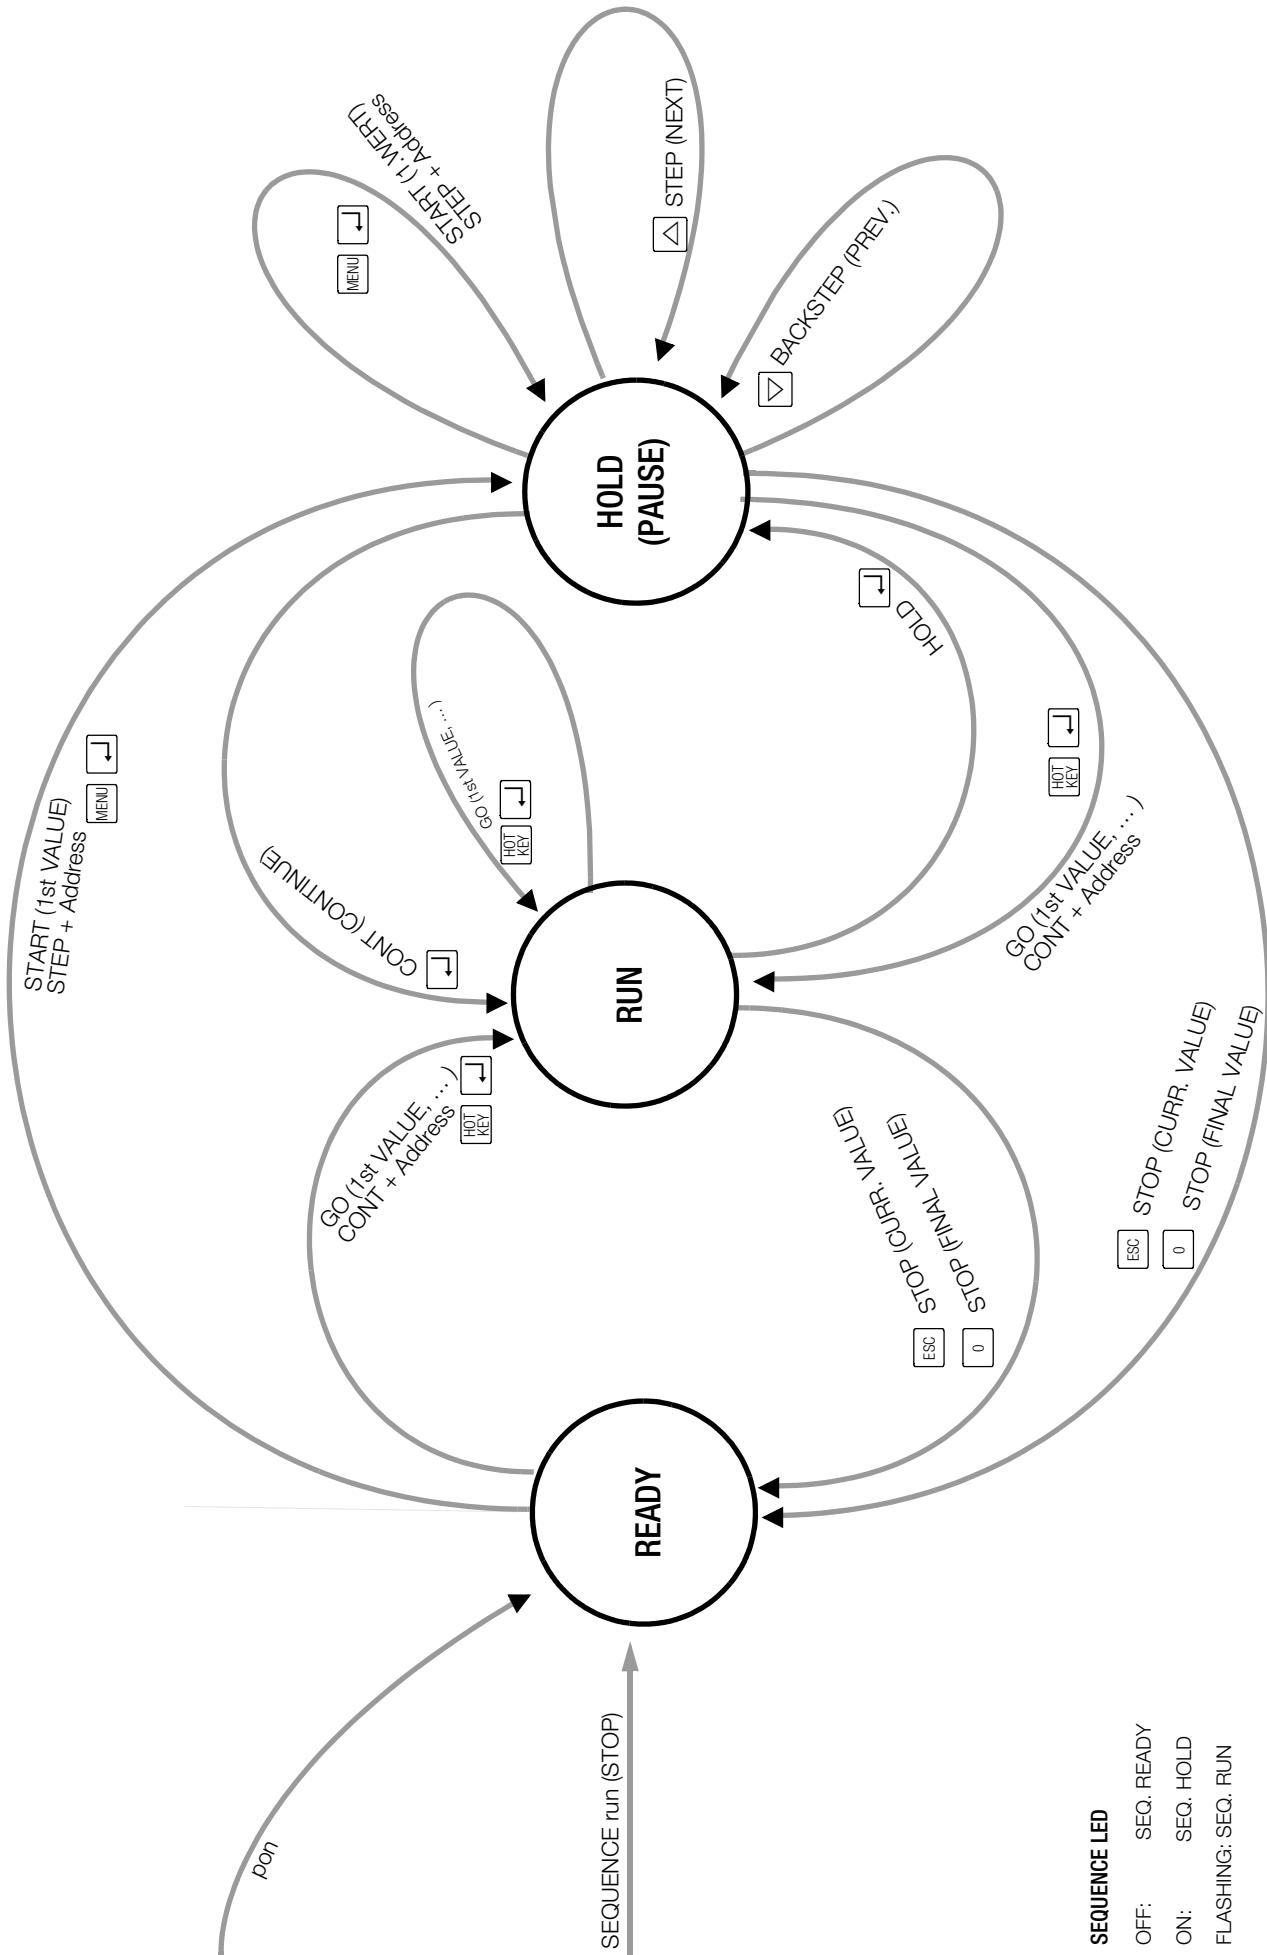 START (1st VALUE)
STEP + Address
MENU
START (1.WERT)
STEP + Address
MENU
STEP (NEXT)
BACKSTEP (PREV.)
CONT (CONTINUE)
GO (1st VALUE, ... )
HOT
KEY
GO (1st VALUE, ... )
CONT + Address
HOT
KEY
HOLD
(PAUSE)
RUN
READY
HOLD
HOT
KEY
GO (1st VALUE, ... )
CONT + Address
ESC STOP (CURR. VALUE)
0 STOP (FINAL VALUE)
ESC STOP (CURR. VALUE)
0 STOP (FINAL VALUE)
pon
SEQUENCE run (STOP)
SEQUENCE LED
OFF: SEQ. READY
ON: SEQ. HOLD
FLASHING: SEQ. RUN